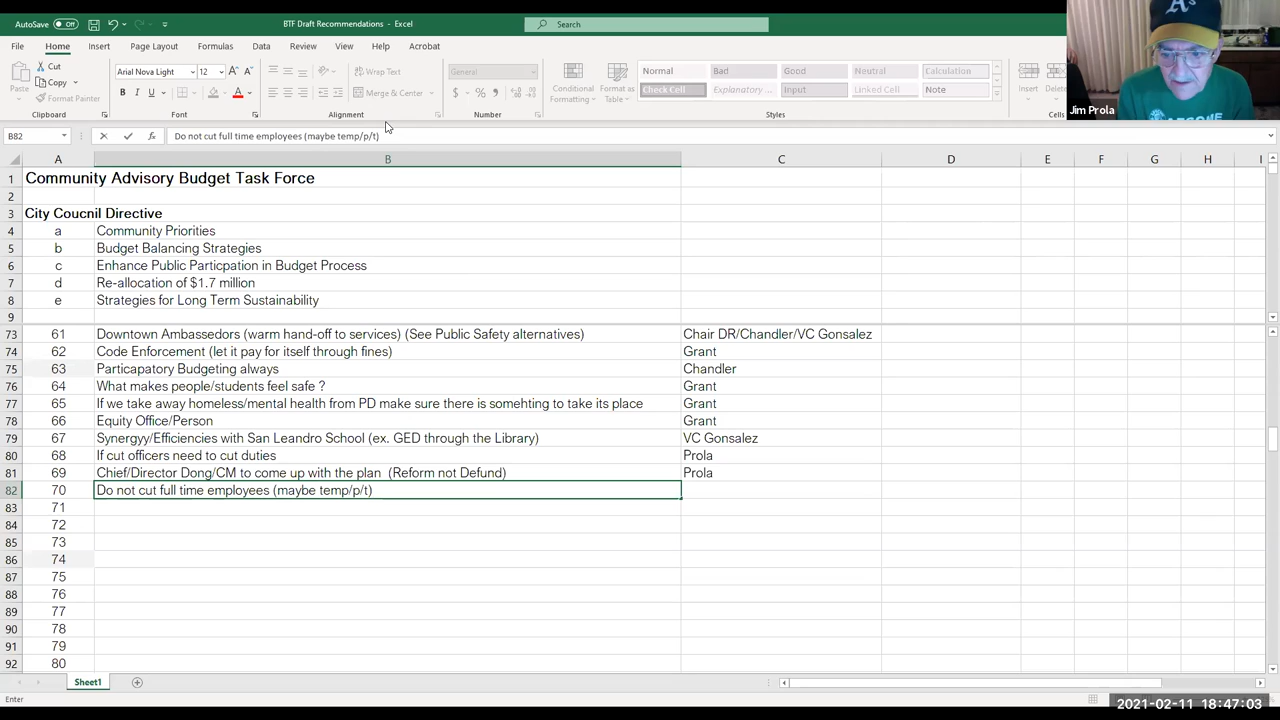 AutoSave Off
BTF Draft Recommendations - Excel
Search
File Home Insert Page Layout Formulas Data Review View Help Acrobat
Cut
Copy
Format Painter
Paste
Clipboard
Arial Nova Light 12
B I U
Font
Wrap Text
Merge & Center
Alignment
General
$ % ,
Number
Conditional Formatting
Format as Table
Normal Bad Good Neutral Calculation
Check Cell Explanatory ... Input Linked Cell Note
Styles
Insert
Cells
A's
AWESOME
Jim Prola
B82
fx
Do not cut full time employees (maybe temp/p/t)
A B C D E F G H I
1 Community Advisory Budget Task Force
2
3 City Coucnil Directive
4 a Community Priorities
5 b Budget Balancing Strategies
6 c Enhance Public Particpation in Budget Process
7 d Re-allocation of $1.7 million
8 e Strategies for Long Term Sustainability
9
73 61 Downtown Ambassedors (warm hand-off to services) (See Public Safety alternatives) Chair DR/Chandler/VC Gonsalez
74 62 Code Enforcement (let it pay for itself through fines) Grant
75 63 Particapatory Budgeting always Chandler
76 64 What makes people/students feel safe ? Grant
77 65 If we take away homeless/mental health from PD make sure there is somehting to take its place Grant
78 66 Equity Office/Person Grant
79 67 Synergyy/Efficiencies with San Leandro School (ex. GED through the Library) VC Gonsalez
80 68 If cut officers need to cut duties Prola
81 69 Chief/Director Dong/CM to come up with the plan (Reform not Defund) Prola
82 70 Do not cut full time employees (maybe temp/p/t)
83 71
84 72
85 73
86 74
87 75
88 76
89 77
90 78
91 79
92 80
Sheet1
Enter
2021-02-11 18:47:03